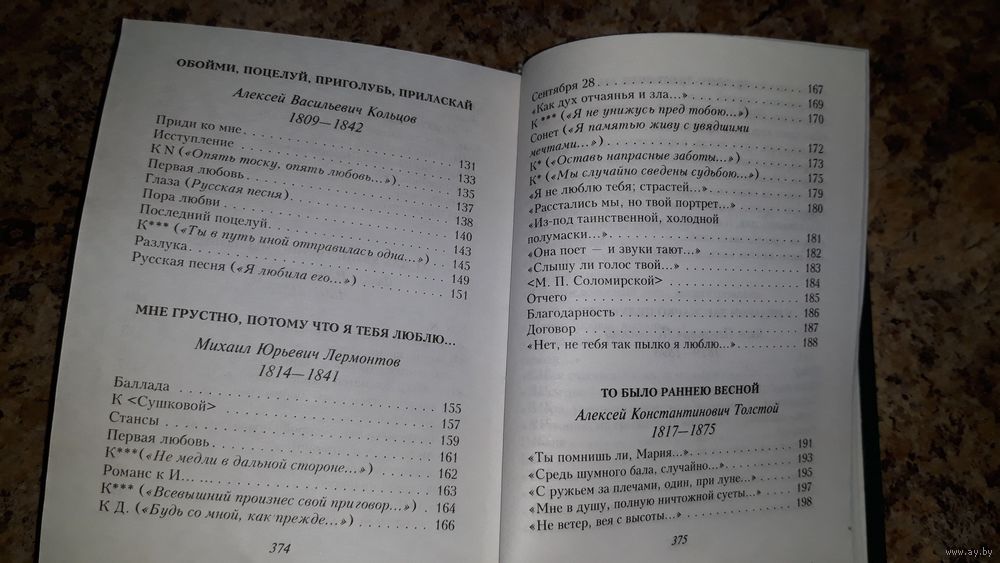 ОБОЙМИ, ПОЦЕЛУЙ, ПРИГОЛУБЬ, ПРИЛАСКАЙ
Алексей Васильевич Кольцов
1809—1842
Приди ко мне. . . . . . . . . . . . . . . . . . . . 131
Исступление . . . . . . . . . . . . . . . . . . . . 133
К N («Опять тоску, опять любовь...»). . . . . . . . 135
Первая любовь. . . . . . . . . . . . . . . . . . . . 137
Глаза (Русская песня) . . . . . . . . . . . . . . . 138
Пора любви . . . . . . . . . . . . . . . . . . . . 140
Последний поцелуй. . . . . . . . . . . . . . . . . . 143
К*** («Ты в путь иной отправилась одна...») . . . 145
Разлука. . . . . . . . . . . . . . . . . . . . . . . 149
Русская песня («Я любила его...») . . . . . . . . . 151
МНЕ ГРУСТНО, ПОТОМУ ЧТО Я ТЕБЯ ЛЮБЛЮ...
Михаил Юрьевич Лермонтов
1814—1841
Баллада . . . . . . . . . . . . . . . . . . . . . . 155
К <Сушковой> . . . . . . . . . . . . . . . . . . . 157
Стансы . . . . . . . . . . . . . . . . . . . . . . 159
Первая любовь. . . . . . . . . . . . . . . . . . . . 161
К***(«Не медли в дальной стороне...») . . . . . . 162
Романс к И... ... . . . . . . . . . . . . . . . . . 163
К*** («Всевышний произнес свой приговор...») . . 164
К Д. («Будь со мной, как прежде...») . . . . . . . 166
374
Сентября 28 . . . . . . . . . . . . . . . . . . . . 167
«Как дух отчаянья и зла...» . . . . . . . . . . . . 169
К *** («Я не унижусь пред тобою...») . . . . . . . 170
Сонет («Я памятью живу с увядшими
мечтами...») . . . . . . . . . . . . . . . . . . . 172
К* («Оставь напрасные заботы...») . . . . . . . . . 173
К* («Мы случайно сведены судьбою...») . . . . . . 175
«Я не люблю тебя; страстей...» . . . . . . . . . . 179
«Расстались мы, но твой портрет...» . . . . . . . . 180
«Из-под таинственной, холодной
полумаски...». . . . . . . . . . . . . . . . . . . . 181
«Она поет — и звуки тают...» . . . . . . . . . . . 182
«Слышу ли голос твой...» . . . . . . . . . . . . . 183
<М. П. Соломирской> . . . . . . . . . . . . . . . . 184
Отчего . . . . . . . . . . . . . . . . . . . . . . 185
Благодарность . . . . . . . . . . . . . . . . . . . 186
Договор . . . . . . . . . . . . . . . . . . . . . . 187
«Нет, не тебя так пылко я люблю...» . . . . . . . . 188
ТО БЫЛО РАННЕЮ ВЕСНОЙ
Алексей Константинович Толстой
1817—1875
«Ты помнишь ли, Мария...» . . . . . . . . . . . . . 191
«Средь шумного бала, случайно...» . . . . . . . . . 193
«С ружьем за плечами, один, при луне...» . . . . . 195
«Мне в душу, полную ничтожной суеты...» . . . . . 197
«Не ветер, вея с высоты...» . . . . . . . . . . . . 198
375
© www.ay.by